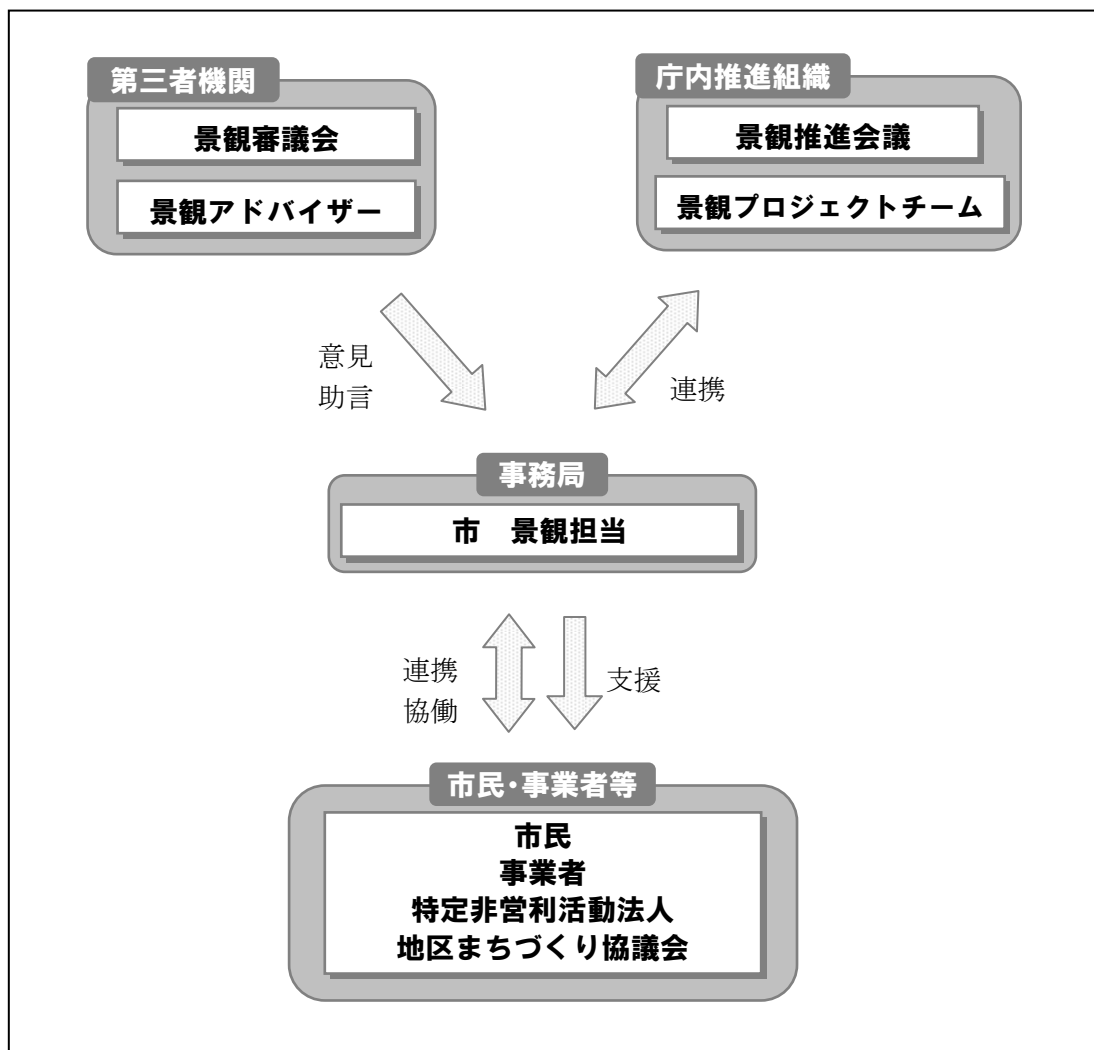 第三者機関
景観審議会
景観アドバイザー
庁内推進組織
景観推進会議
景観プロジェクトチーム
意見
助言
連携
事務局
市　景観担当
連携
協働
支援
市民・事業者等
市民
事業者
特定非営利活動法人
地区まちづくり協議会